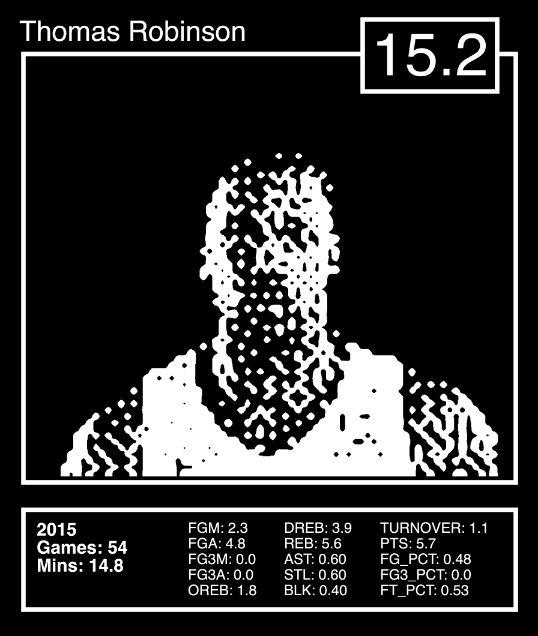 Thomas Robinson
15.2
2015
Games: 54
Mins: 14.8
FGM: 2.3
FGA: 4.8
FG3M: 0.0
FG3A: 0.0
OREB: 1.8
DREB: 3.9
REB: 5.6
AST: 0.60
STL: 0.60
BLK: 0.40
TURNOVER: 1.1
PTS: 5.7
FG_PCT: 0.48
FG3_PCT: 0.0
FT_PCT: 0.53